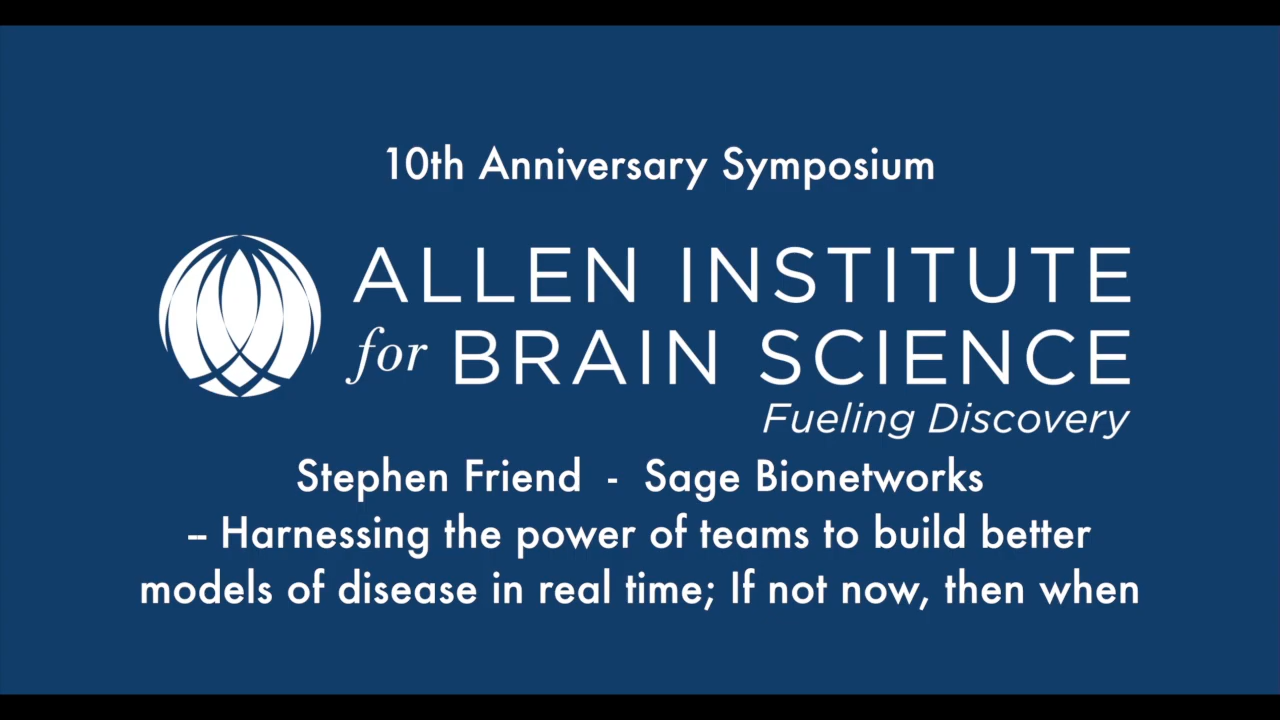 10th Anniversary Symposium
ALLEN INSTITUTE
for BRAIN SCIENCE
Fueling Discovery
Stephen Friend - Sage Bionetworks
– Harnessing the power of teams to build better
models of disease in real time; If not now, then when